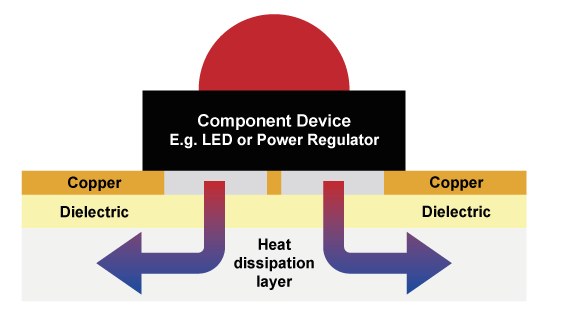 Component Device
E.g. LED or Power Regulator
Copper
Copper
Dielectric
Dielectric
Heat
dissipation
layer